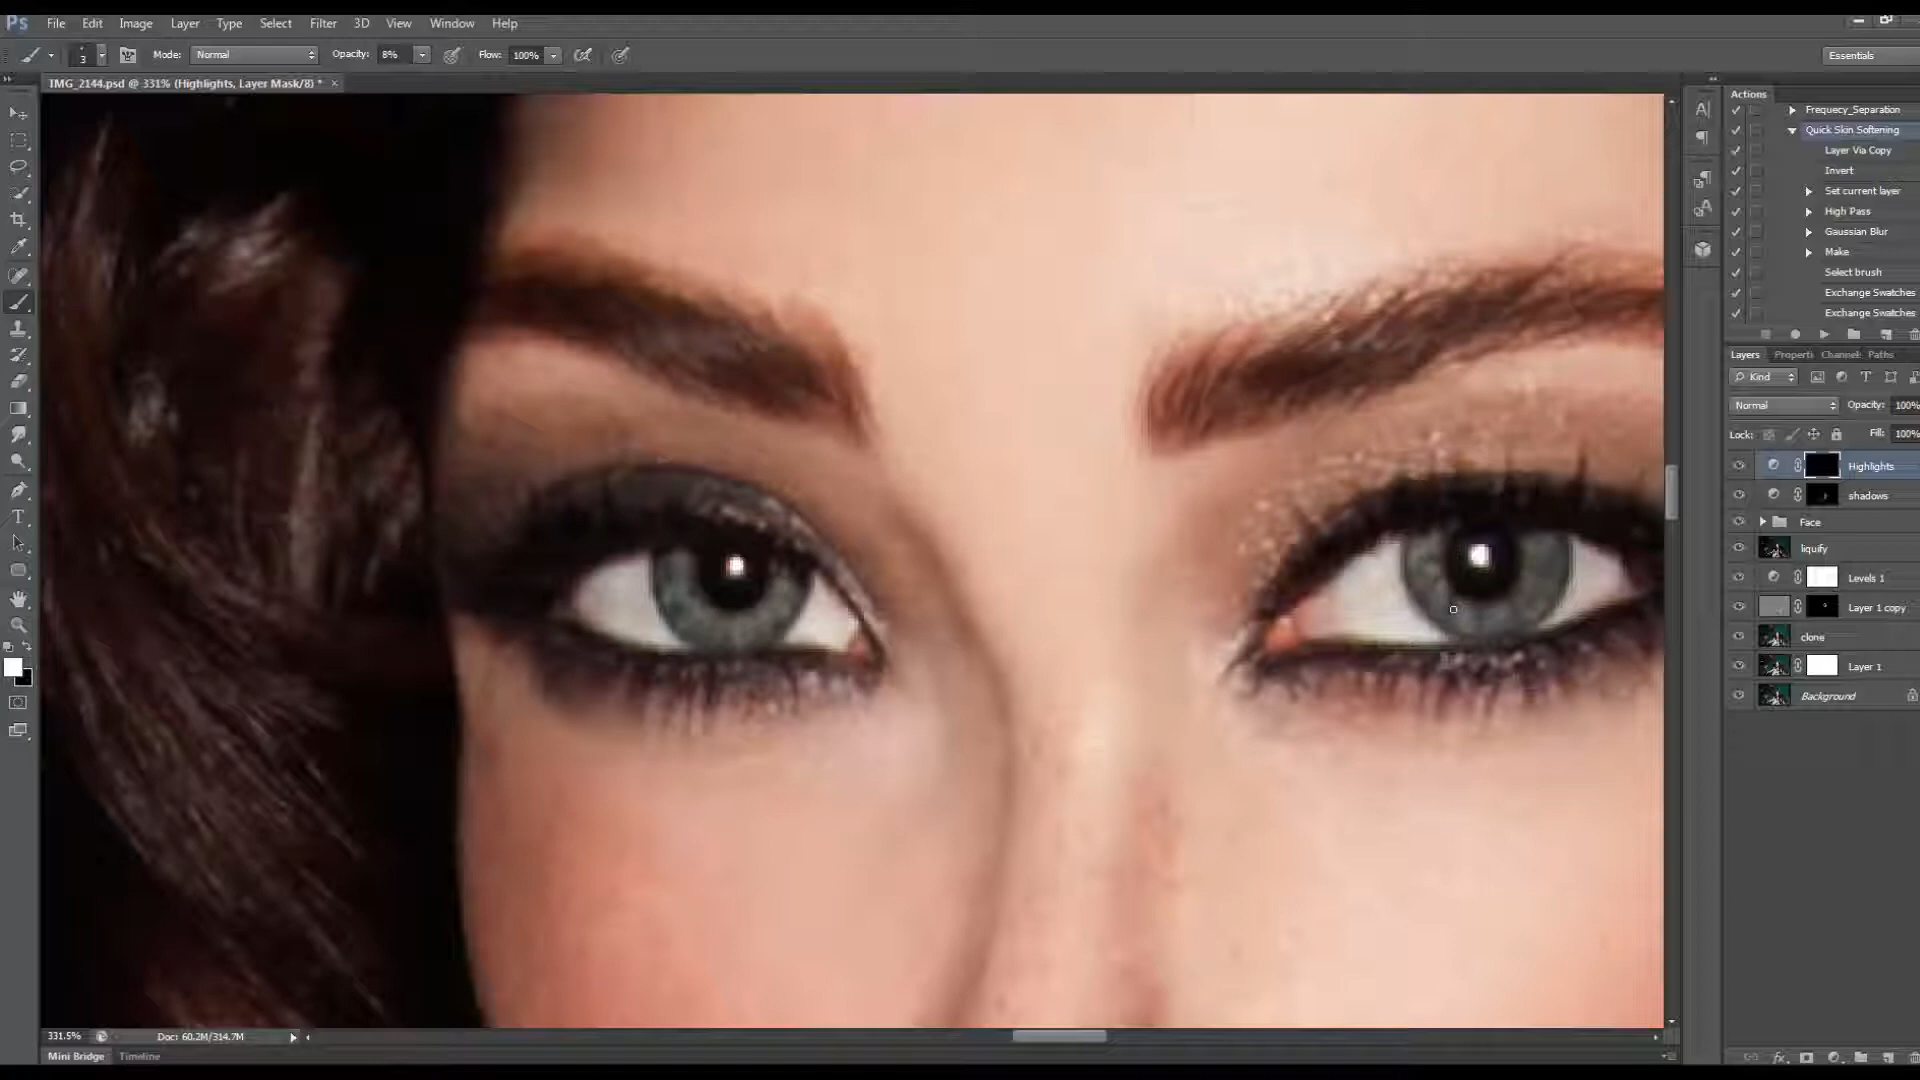 Ps File Edit Image Layer Type Select Filter 3D View Window Help
3 Mode: Normal Opacity: 8% Flow: 100% Essentials
IMG_2144.psd @ 331% (Highlights, Layer Mask/8) * ×
Actions
Frequecy_Separation
Quick Skin Softening
Layer Via Copy
Invert
Set current layer
High Pass
Gaussian Blur
Make
Select brush
Exchange Swatches
Exchange Swatches
Layers Properti Channel Paths
Kind
Normal Opacity: 100%
Lock: Fill: 100%
Highlights
shadows
Face
liquify
Levels 1
Layer 1 copy
clone
Layer 1
Background
331.5% Doc: 60.2M/314.7M
Mini Bridge Timeline